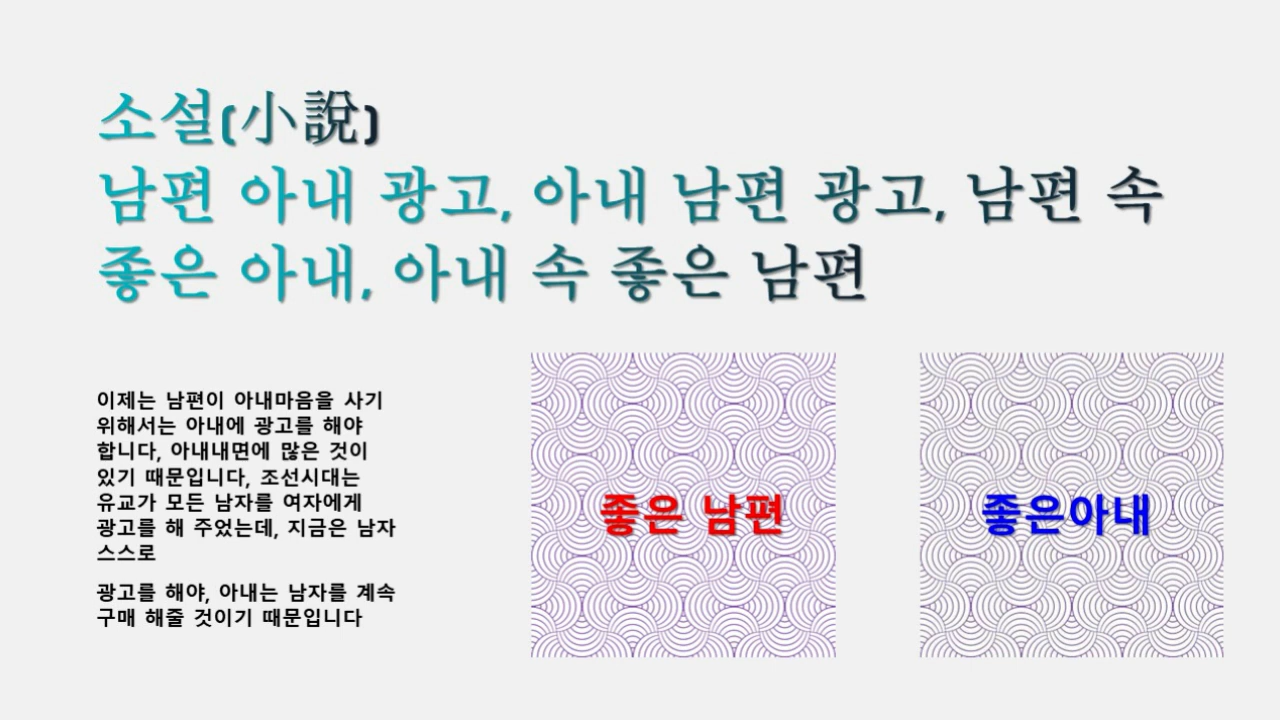 소설(小說)
남편 아내 광고, 아내 남편 광고, 남편 속
좋은 아내, 아내 속 좋은 남편
이제는 남편이 아내마음을 사기
위해서는 아내에 광고를 해야
합니다, 아내내면에 많은 것이
있기 때문입니다, 조선시대는
유교가 모든 남자를 여자에게
광고를 해 주었는데, 지금은 남자
스스로
광고를 해야, 아내는 남자를 계속
구매 해줄 것이기 때문입니다
좋은 남편
좋은아내